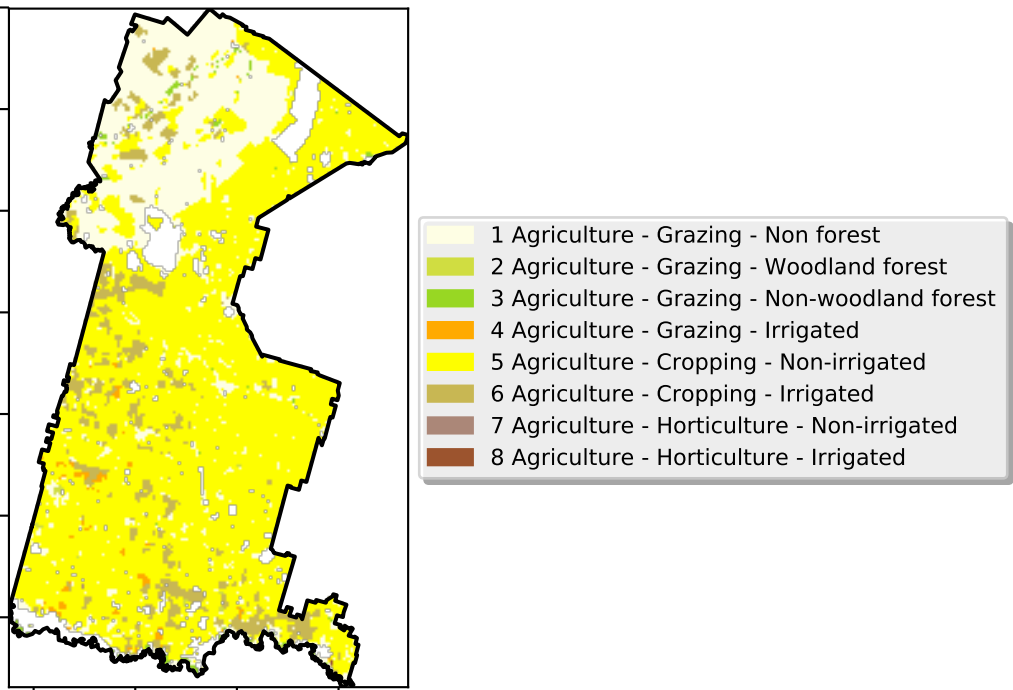 1 Agriculture - Grazing - Non forest
2 Agriculture - Grazing - Woodland forest
3 Agriculture - Grazing - Non-woodland forest
4 Agriculture - Grazing - Irrigated
5 Agriculture - Cropping - Non-irrigated
6 Agriculture - Cropping - Irrigated
7 Agriculture - Horticulture - Non-irrigated
8 Agriculture - Horticulture - Irrigated